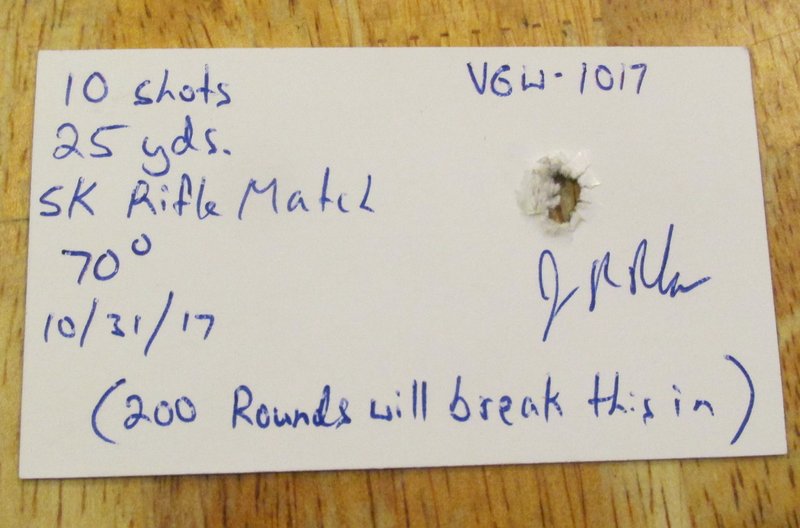 10 shots
VGW-1017
25 yds.
SK Rifle Match
70°
10/31/17
(200 Rounds will break this in)